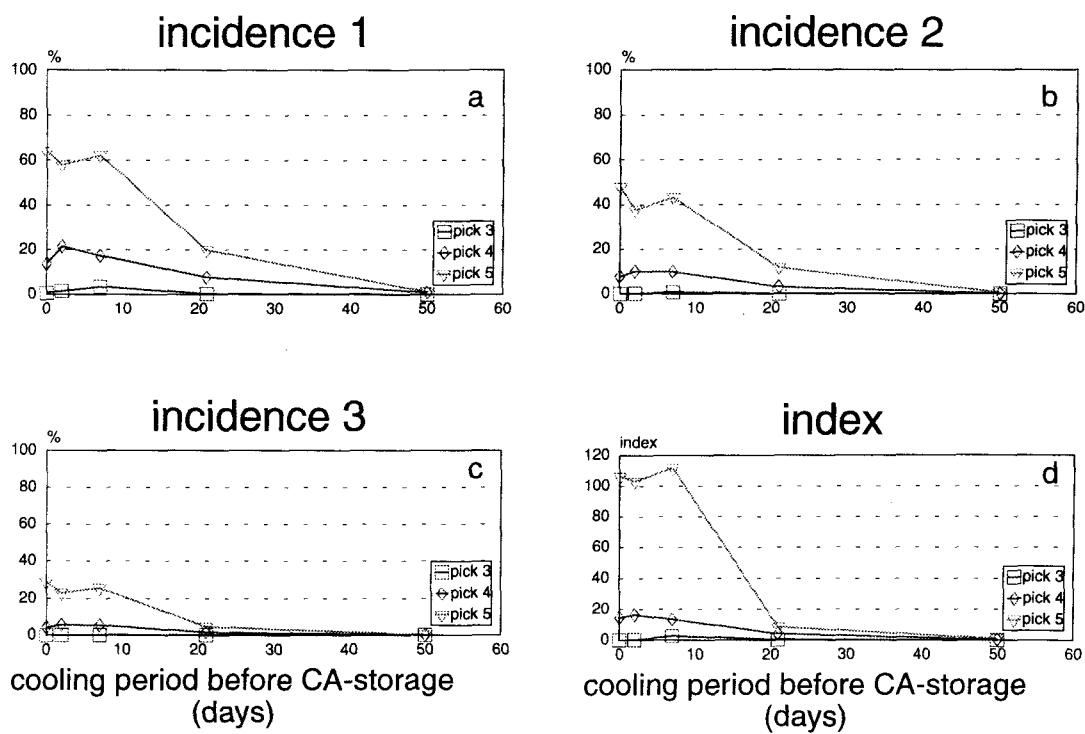 incidence 1
%
a
100
80
60
40
20
0
pick 3
pick 4
pick 5
0 10 20 30 40 50 60
incidence 2
%
b
100
80
60
40
20
0
pick 3
pick 4
pick 5
0 10 20 30 40 50 60
incidence 3
%
c
100
80
60
40
20
0
pick 3
pick 4
pick 5
0 10 20 30 40 50 60
cooling period before CA-storage
(days)
index
index
d
120
100
80
60
40
20
0
pick 3
pick 4
pick 5
0 10 20 30 40 50 60
cooling period before CA-storage
(days)